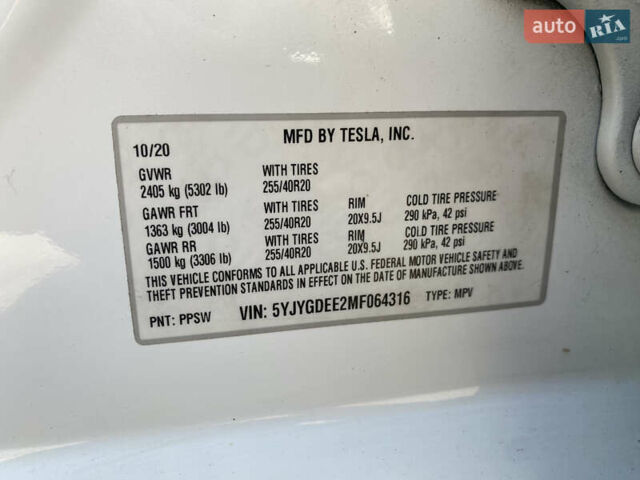 auto RIA.com
MFD BY TESLA, INC.
10/20
GVWR WITH TIRES
2405 kg (5302 lb) 255/40R20
GAWR FRT WITH TIRES RIM COLD TIRE PRESSURE
1363 kg (3004 lb) 255/40R20 20X9.5J 290 kPa, 42 psi
GAWR RR WITH TIRES RIM COLD TIRE PRESSURE
1500 kg (3306 lb) 255/40R20 20X9.5J 290 kPa, 42 psi
THIS VEHICLE CONFORMS TO ALL APPLICABLE U.S. FEDERAL MOTOR VEHICLE SAFETY AND
THEFT PREVENTION STANDARDS IN EFFECT ON THE DATE OF MANUFACTURE SHOWN ABOVE.
PNT: PPSW VIN: 5YJYGDEE2MF064316 TYPE: MPV